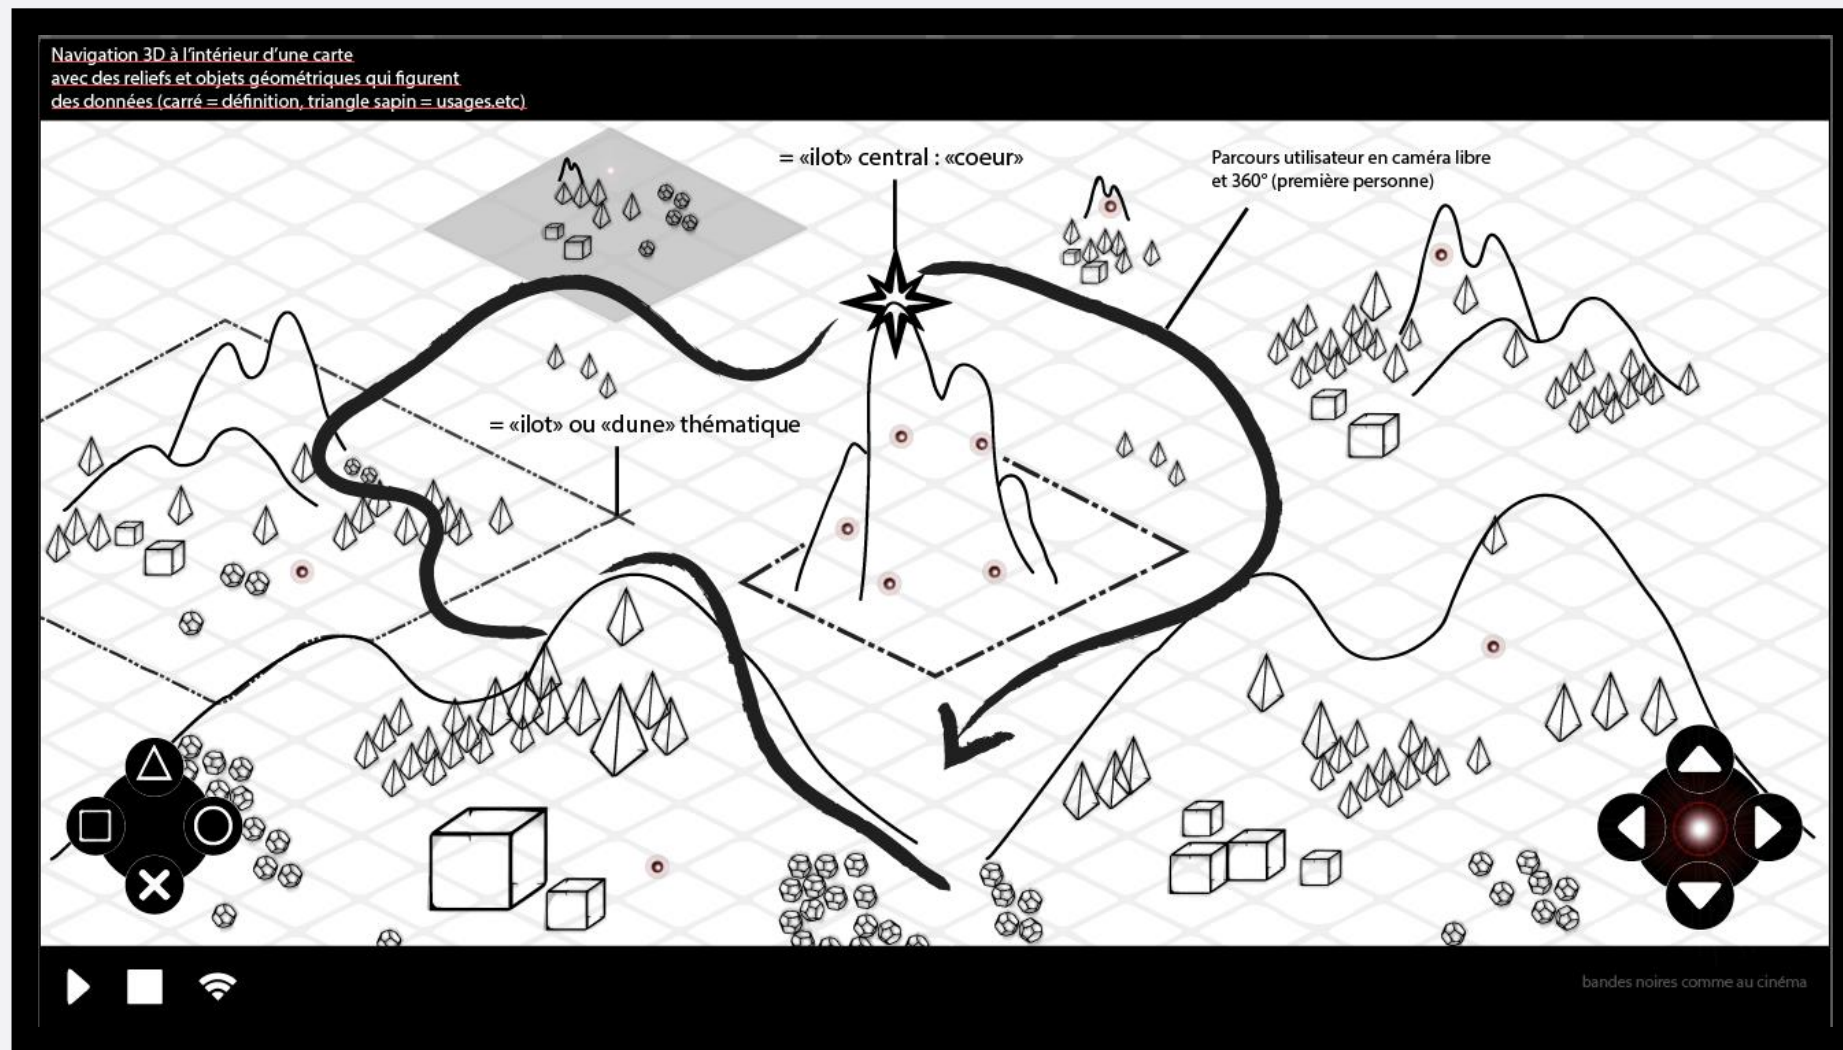 Navigation 3D à l'intérieur d'une carte
avec des reliefs et objets géométriques qui figurent
des données (carré = définition, triangle sapin = usages.etc)
= «ilot» central : «coeur»
Parcours utilisateur en caméra libre
et 360° (première personne)
= «ilot» ou «dune» thématique
bandes noires comme au cinéma